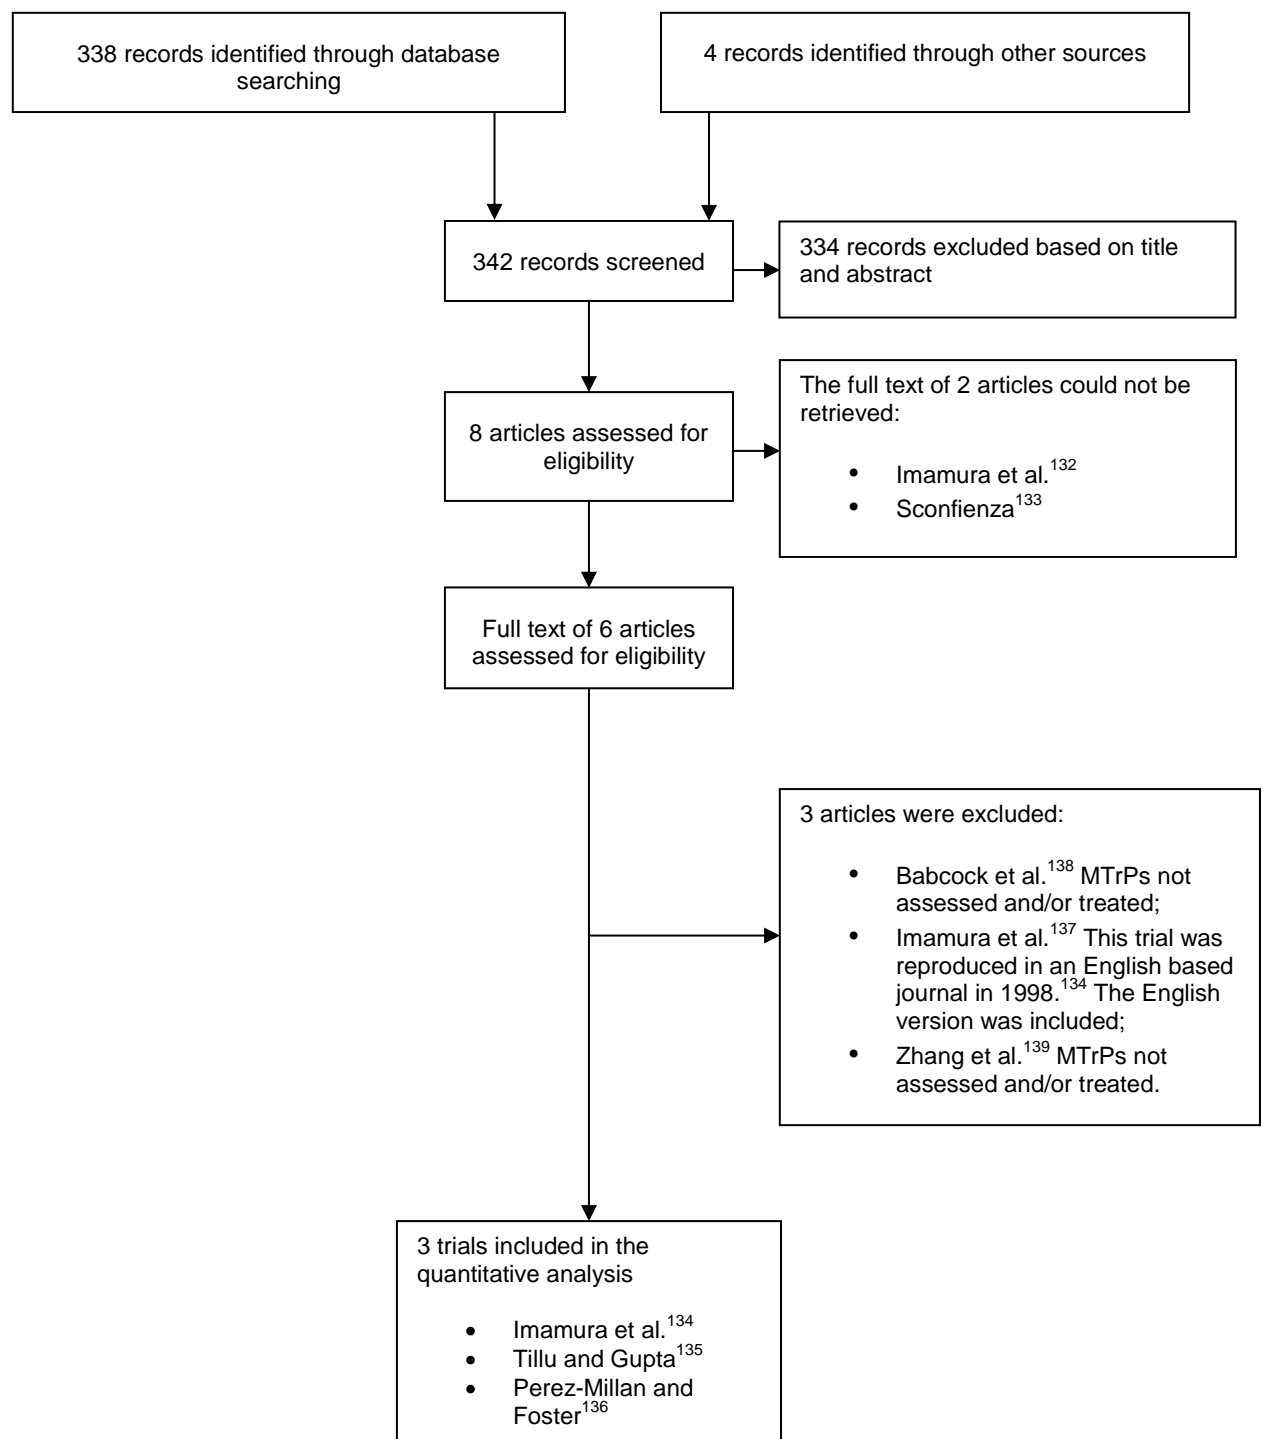 338 records identified through database
searching
4 records identified through other sources
342 records screened
334 records excluded based on title
and abstract
8 articles assessed for
eligibility
The full text of 2 articles could not be
retrieved:
• Imamura et al.132
• Sconfienza133
Full text of 6 articles
assessed for eligibility
3 articles were excluded:
• Babcock et al.138 MTrPs not
assessed and/or treated;
• Imamura et al.137 This trial was
reproduced in an English based
journal in 1998.134 The English
version was included;
• Zhang et al.139 MTrPs not
assessed and/or treated.
3 trials included in the
quantitative analysis
• Imamura et al.134
• Tillu and Gupta135
• Perez-Millan and
Foster136